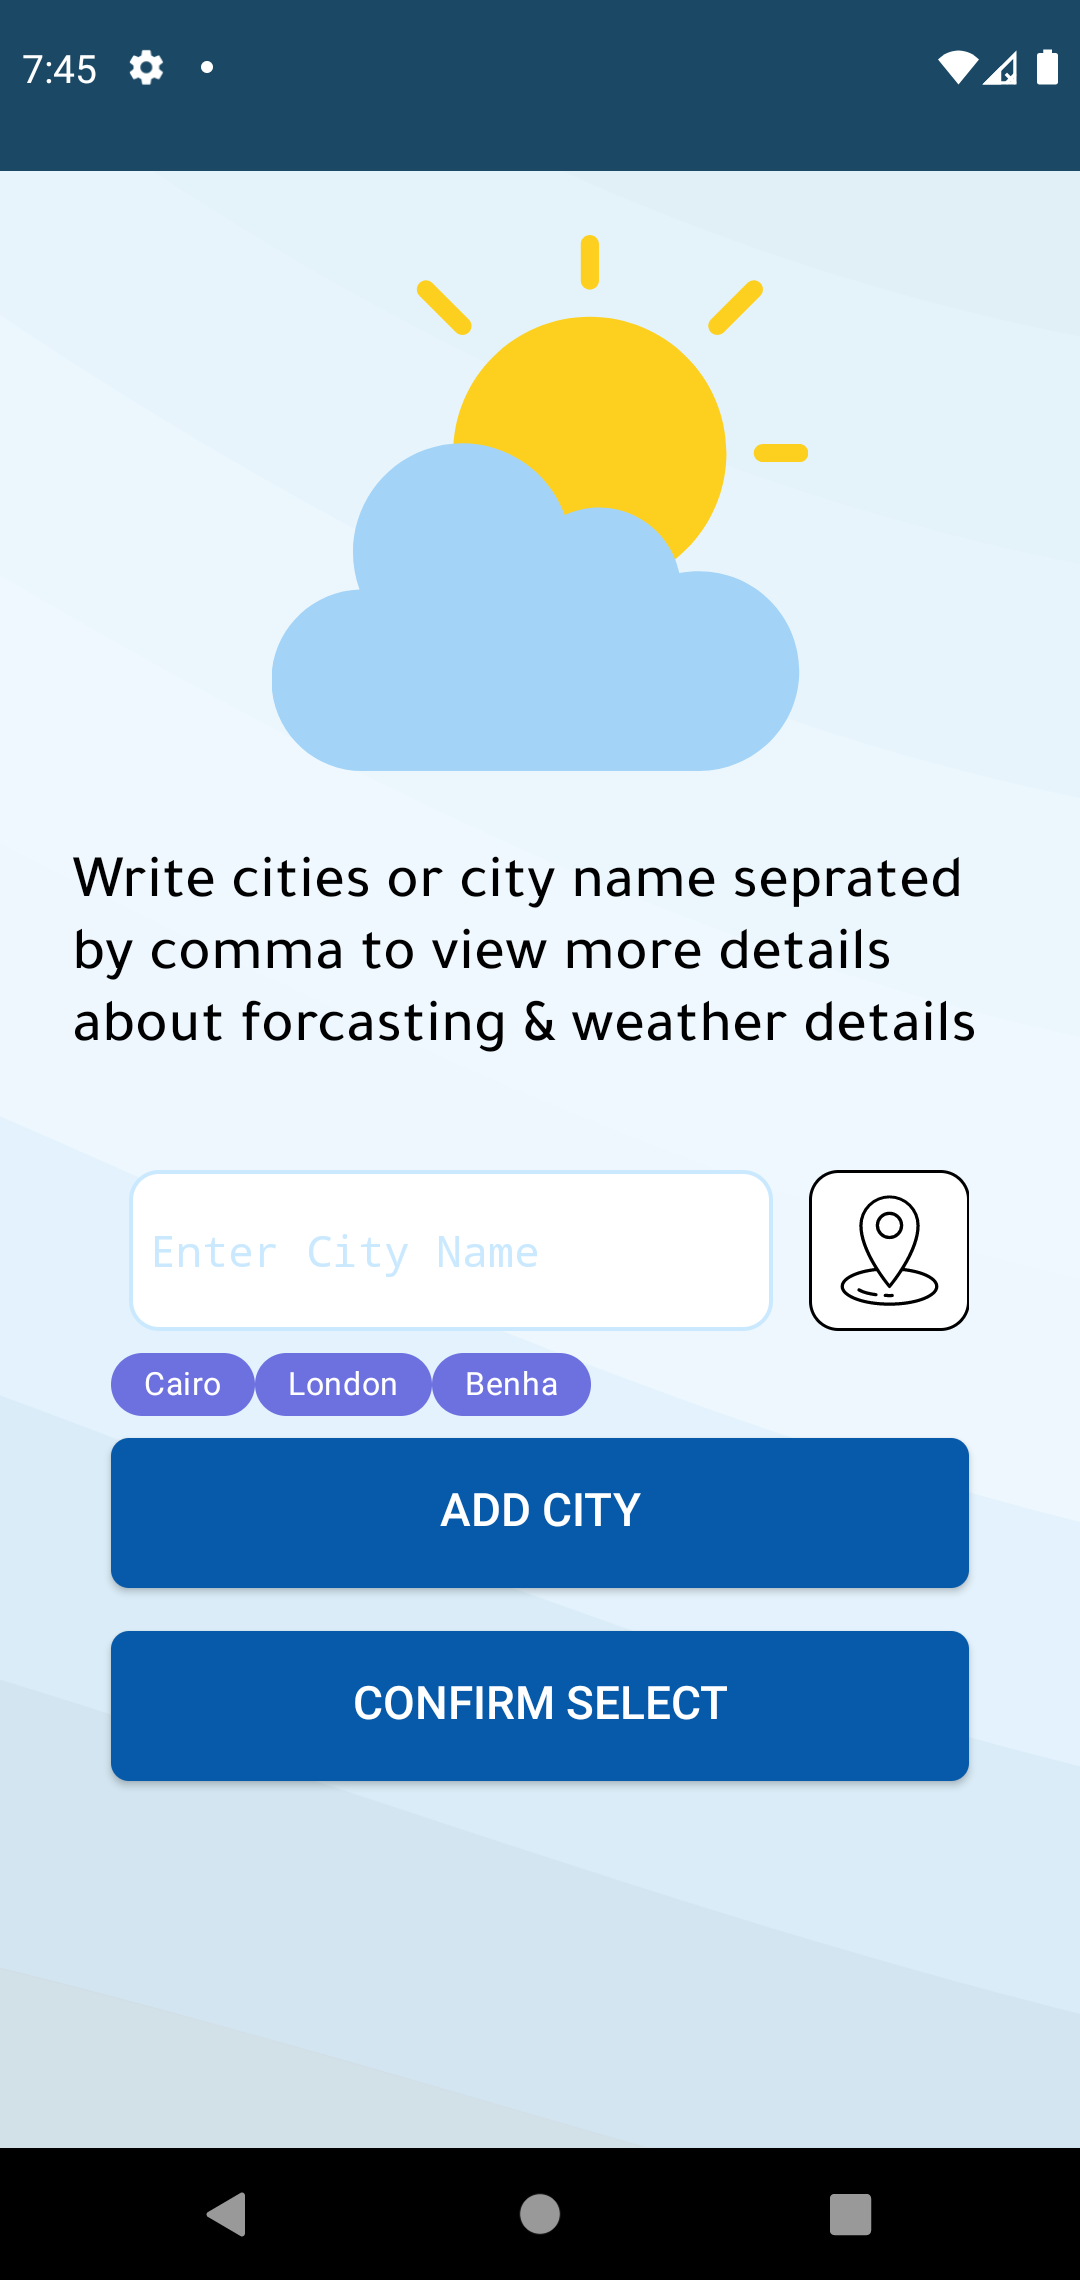 7:45
Write cities or city name seprated
by comma to view more details
about forcasting & weather details
Enter City Name
Cairo London Benha
ADD CITY
CONFIRM SELECT